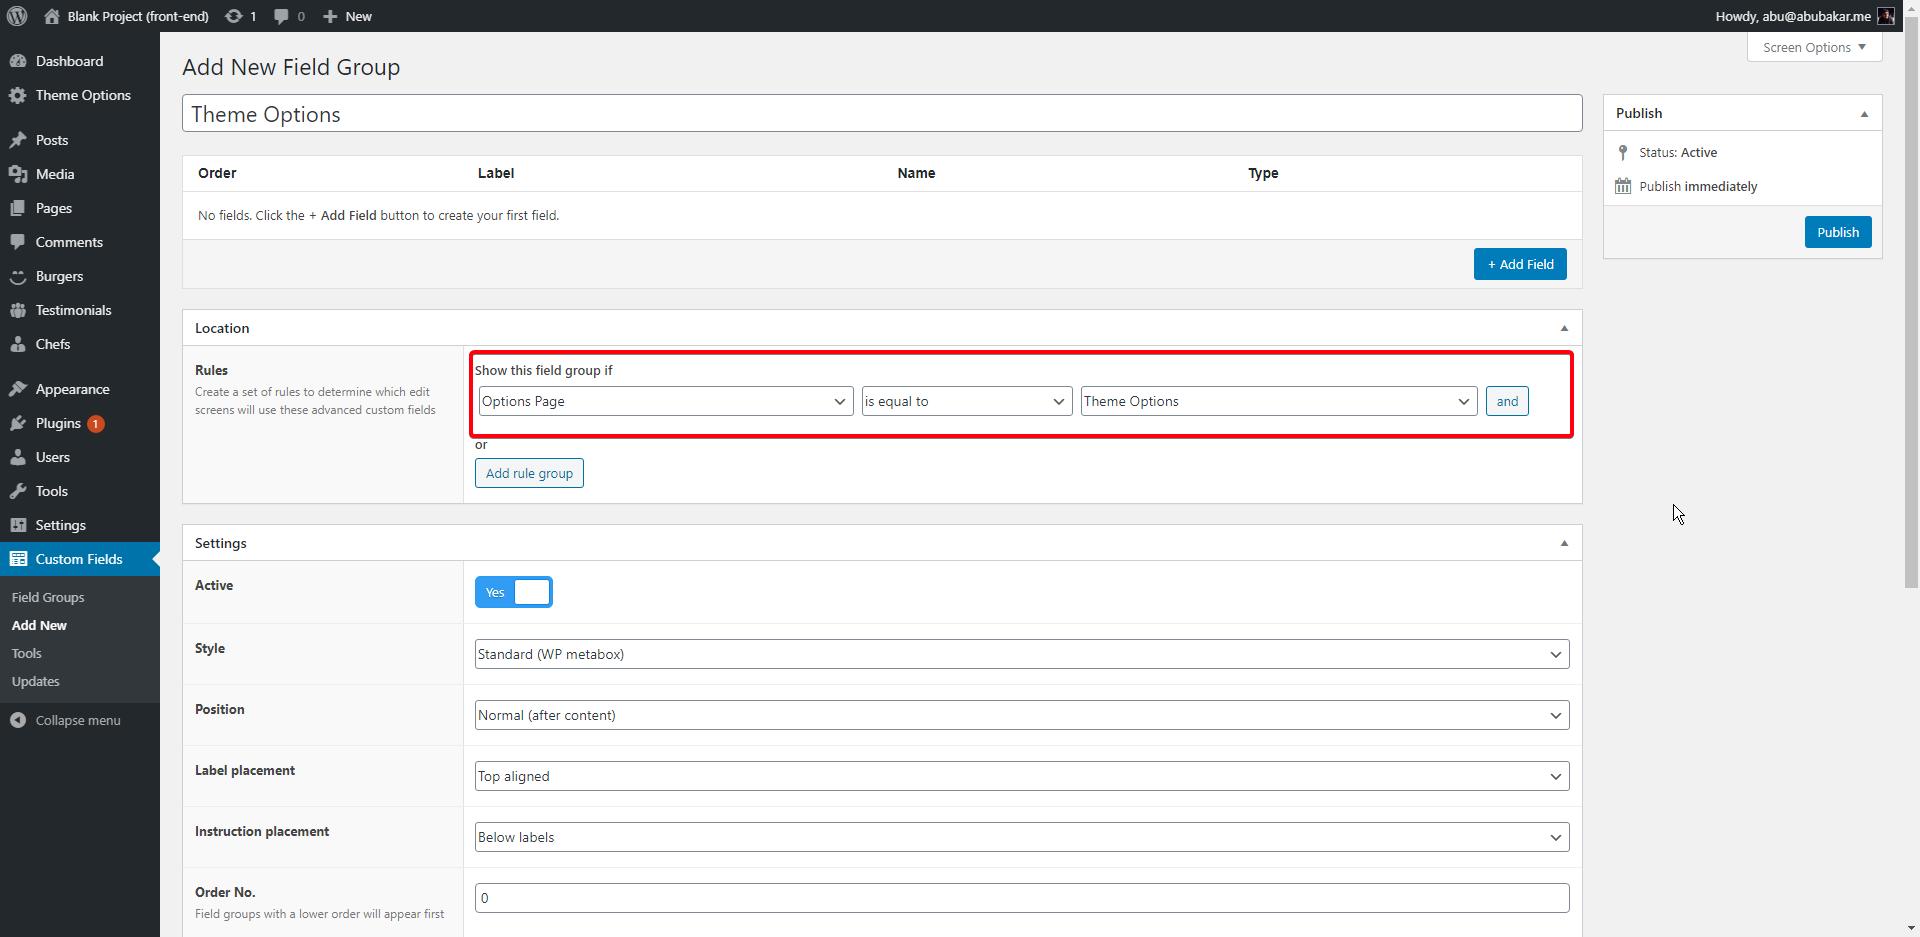 Blank Project (front-end) 1 0 New Howdy, abu@abubakar.me
Screen Options
Dashboard
Theme Options
Posts
Media
Pages
Comments
Burgers
Testimonials
Chefs
Appearance
Plugins 1
Users
Tools
Settings
Custom Fields
Field Groups
Add New
Tools
Updates
Collapse menu
Add New Field Group
Theme Options
Order Label Name Type
No fields. Click the + Add Field button to create your first field.
+ Add Field
Location
Rules
Create a set of rules to determine which edit
screens will use these advanced custom fields
Show this field group if
Options Page is equal to Theme Options and
or
Add rule group
Settings
Active
Yes
Style
Standard (WP metabox)
Position
Normal (after content)
Label placement
Top aligned
Instruction placement
Below labels
Order No.
Field groups with a lower order will appear first
0
Publish
Status: Active
Publish immediately
Publish